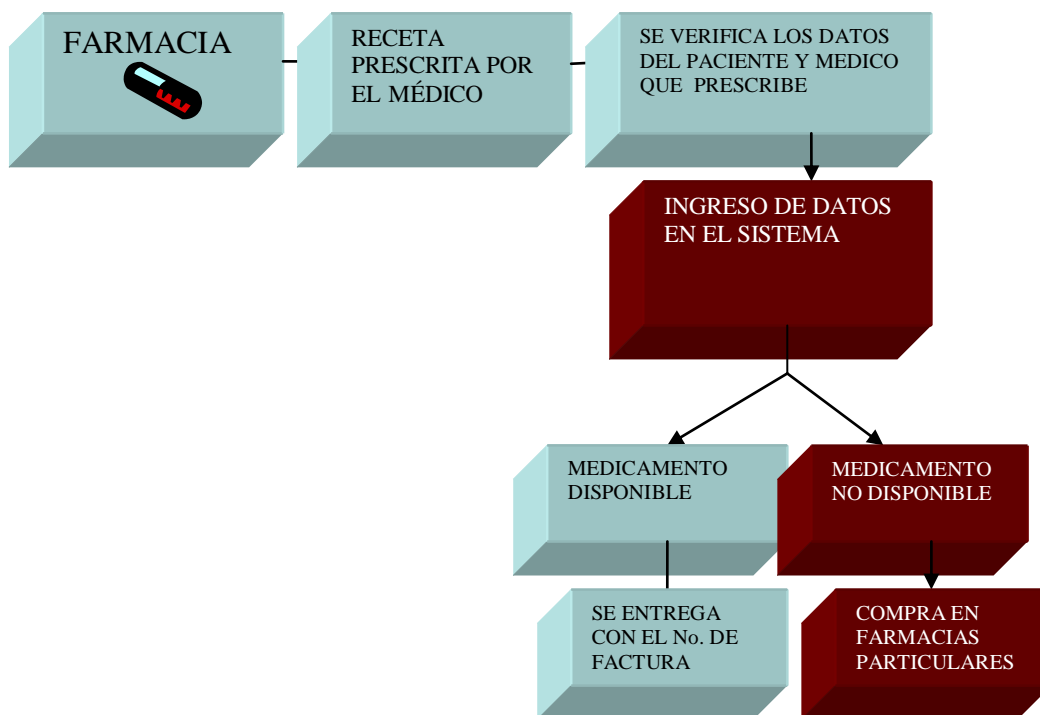 FARMACIA
RECETA
PRESCRITA POR
EL MÉDICO
SE VERIFICA LOS DATOS
DEL PACIENTE Y MEDICO
QUE PRESCRIBE
INGRESO DE DATOS
EN EL SISTEMA
MEDICAMENTO
DISPONIBLE
MEDICAMENTO
NO DISPONIBLE
SE ENTREGA
CON EL No. DE
FACTURA
COMPRA EN
FARMACIAS
PARTICULARES